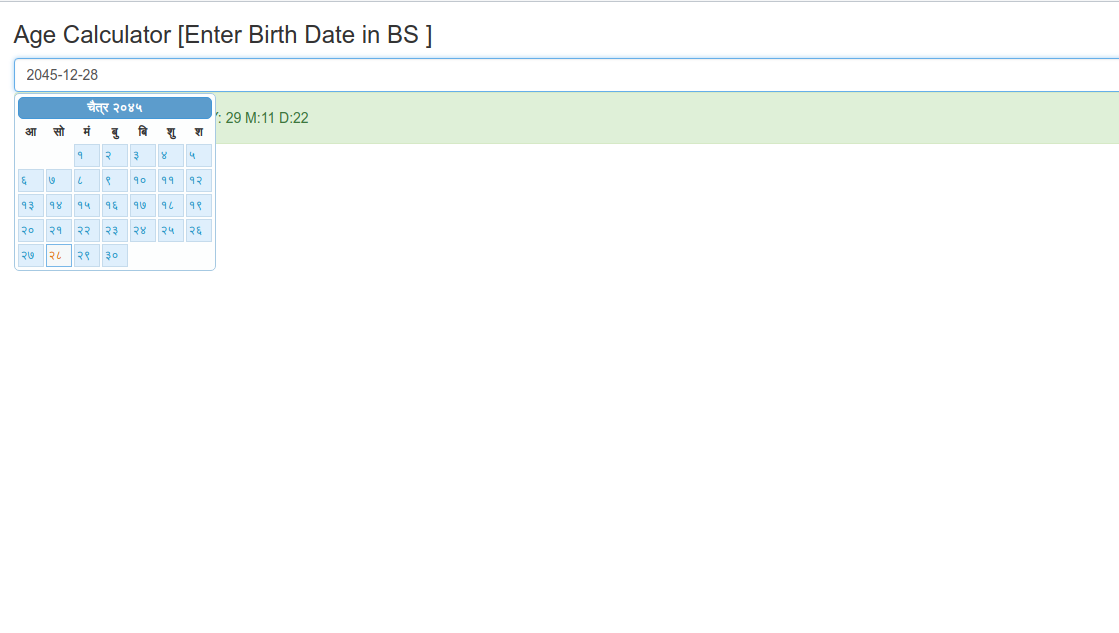 Age Calculator [Enter Birth Date in BS ]
2045-12-28
चैत्र २०४५
आ सो मं बु बि शु श
१ २ ३ ४ ५
६ ७ ८ ९ १० ११ १२
१३ १४ १५ १६ १७ १८ १९
२० २१ २२ २३ २४ २५ २६
२७ २८ २९ ३०
: 29 M:11 D:22